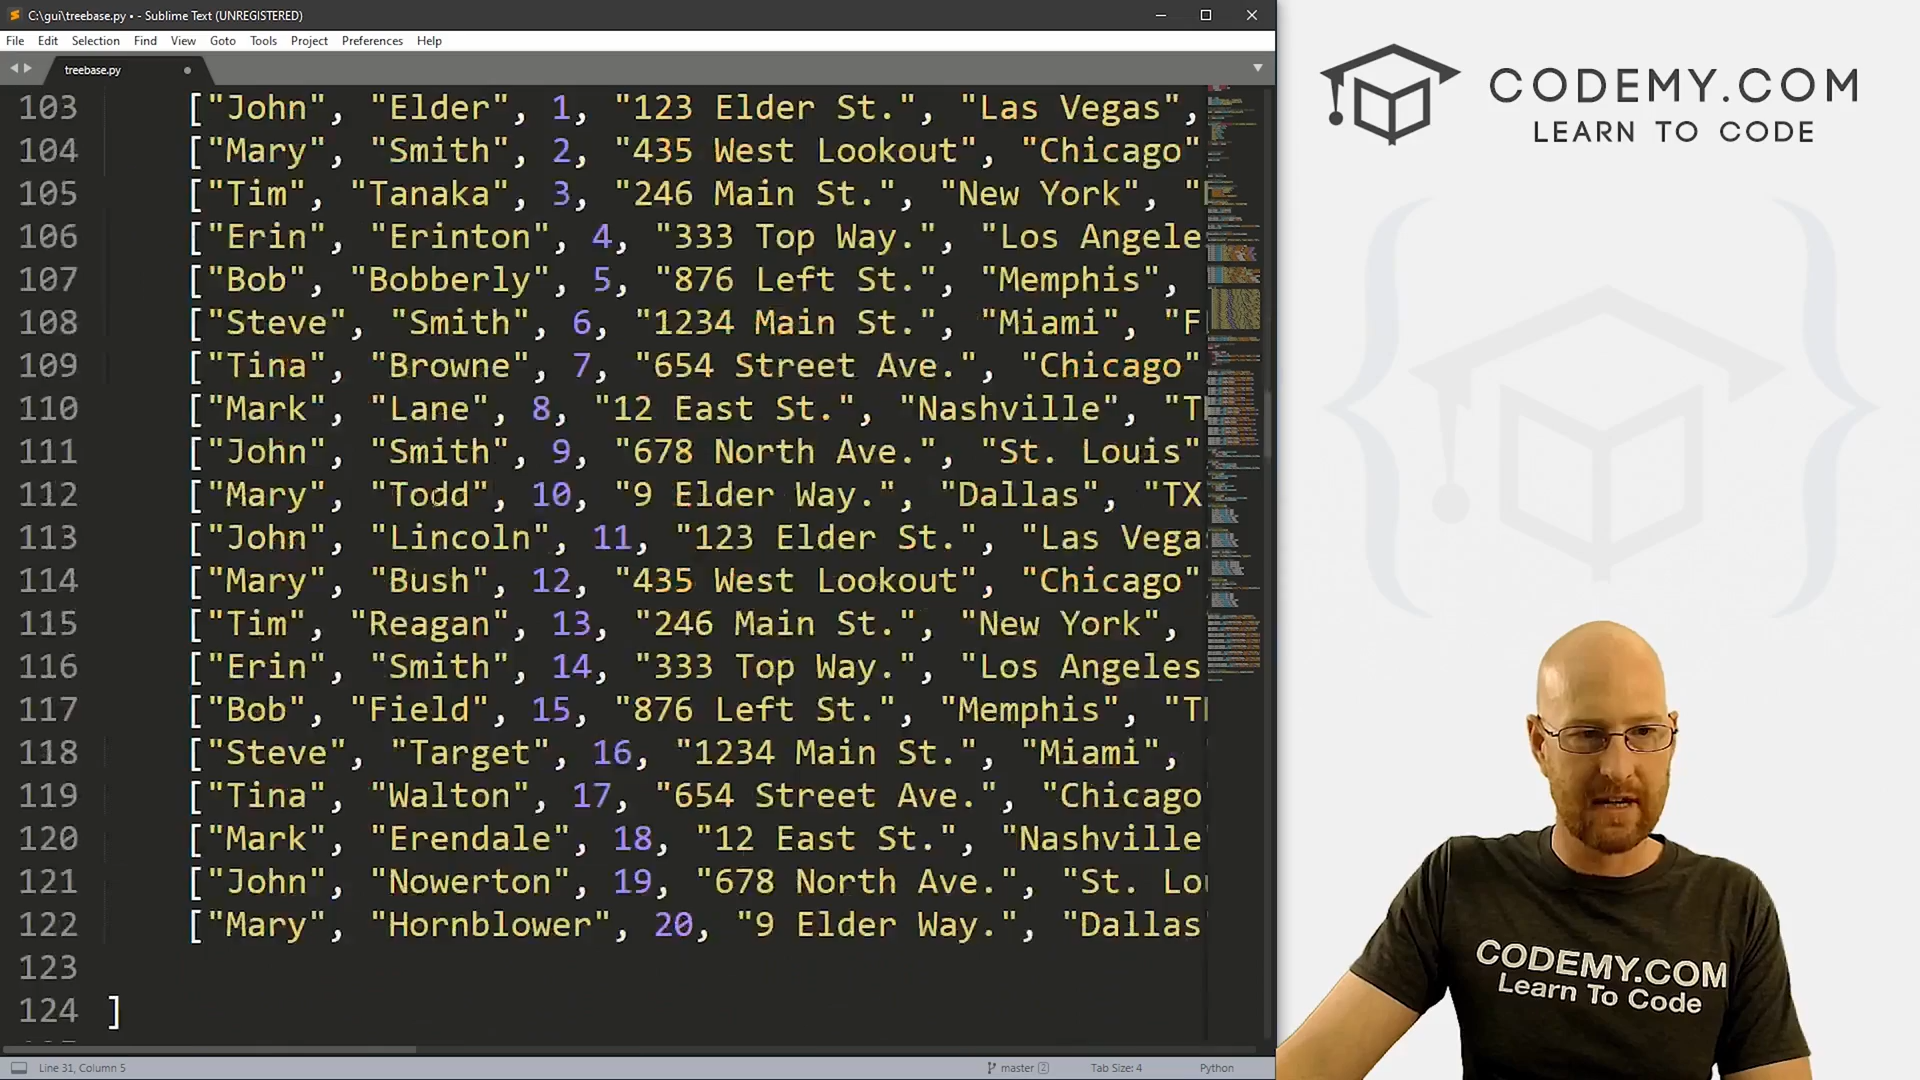 C:\gui\treebase.py • - Sublime Text (UNREGISTERED)
File Edit Selection Find View Goto Tools Project Preferences Help
treebase.py
103 ["John", "Elder", 1, "123 Elder St.", "Las Vegas",
104 ["Mary", "Smith", 2, "435 West Lookout", "Chicago"
105 ["Tim", "Tanaka", 3, "246 Main St.", "New York", "
106 ["Erin", "Erinton", 4, "333 Top Way.", "Los Angele
107 ["Bob", "Bobberly", 5, "876 Left St.", "Memphis",
108 ["Steve", "Smith", 6, "1234 Main St.", "Miami", "F
109 ["Tina", "Browne", 7, "654 Street Ave.", "Chicago"
110 ["Mark", "Lane", 8, "12 East St.", "Nashville", "T
111 ["John", "Smith", 9, "678 North Ave.", "St. Louis"
112 ["Mary", "Todd", 10, "9 Elder Way.", "Dallas", "TX
113 ["John", "Lincoln", 11, "123 Elder St.", "Las Vega
114 ["Mary", "Bush", 12, "435 West Lookout", "Chicago"
115 ["Tim", "Reagan", 13, "246 Main St.", "New York",
116 ["Erin", "Smith", 14, "333 Top Way.", "Los Angeles
117 ["Bob", "Field", 15, "876 Left St.", "Memphis", "T
118 ["Steve", "Target", 16, "1234 Main St.", "Miami",
119 ["Tina", "Walton", 17, "654 Street Ave.", "Chicago
120 ["Mark", "Erendale", 18, "12 East St.", "Nashville
121 ["John", "Nowerton", 19, "678 North Ave.", "St. Lo
122 ["Mary", "Hornblower", 20, "9 Elder Way.", "Dallas
123
124 ]
Line 31, Column 5
master 2
Tab Size: 4
Python
CODEMY.COM
LEARN TO CODE
CODEMY.COM
Learn To Code